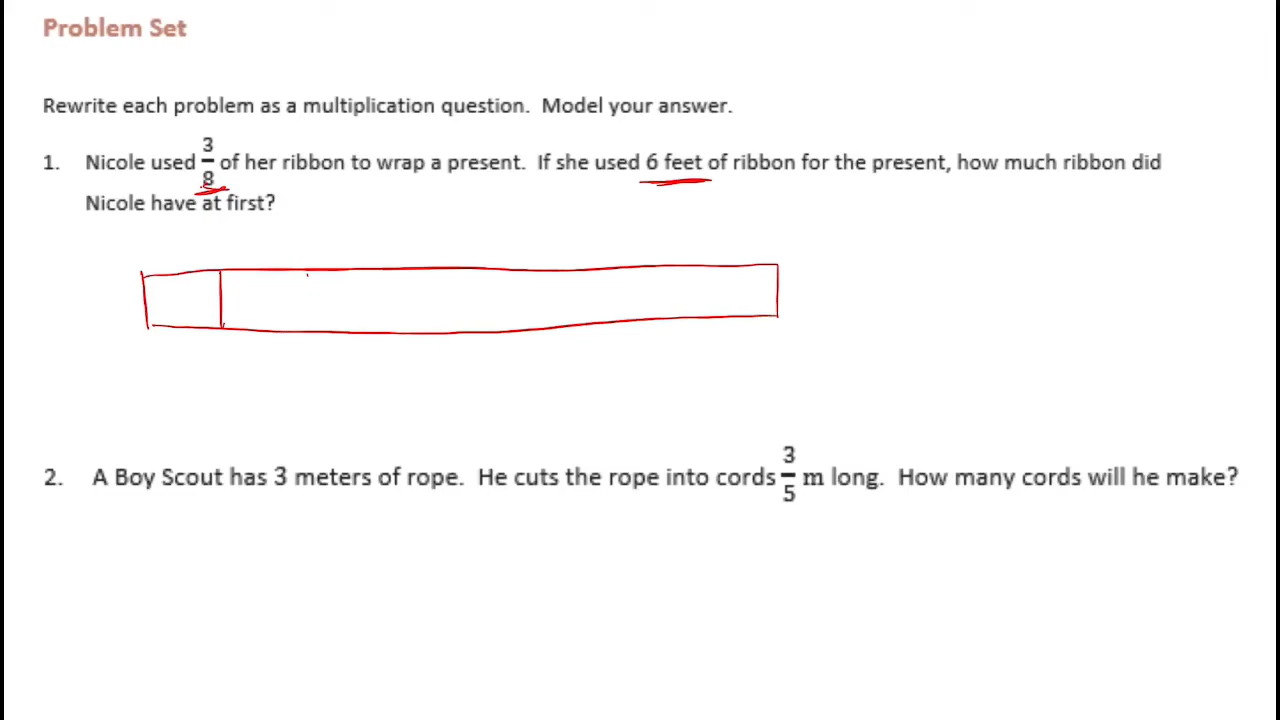 Problem Set
Rewrite each problem as a multiplication question. Model your answer.
1. Nicole used 3/8 of her ribbon to wrap a present. If she used 6 feet of ribbon for the present, how much ribbon did
Nicole have at first?
2. A Boy Scout has 3 meters of rope. He cuts the rope into cords 3/5 m long. How many cords will he make?